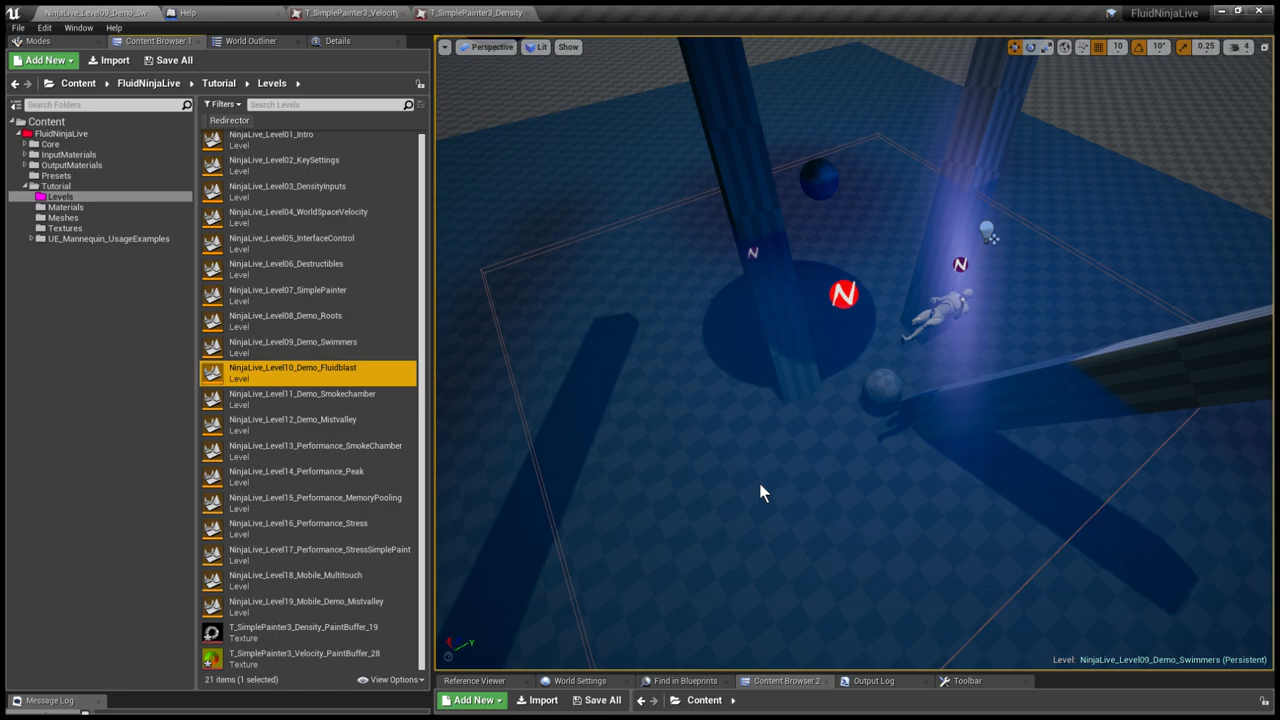 NinjaLive_Level09_Demo_Sw
Help
T_SimplePainter3_Velocity
T_SimplePainter3_Density
FluidNinjaLive
File Edit Window Help
Modes
Content Browser 1
World Outliner
Details
Add New
Import
Save All
Content
FluidNinjaLive
Tutorial
Levels
Search Folders
Content
FluidNinjaLive
Core
InputMaterials
OutputMaterials
Presets
Tutorial
Levels
Materials
Meshes
Textures
UE_Mannequin_UsageExamples
Filters
Search Levels
Redirector
NinjaLive_Level01_Intro
Level
NinjaLive_Level02_KeySettings
Level
NinjaLive_Level03_DensityInputs
Level
NinjaLive_Level04_WorldSpaceVelocity
Level
NinjaLive_Level05_InterfaceControl
Level
NinjaLive_Level06_Destructibles
Level
NinjaLive_Level07_SimplePainter
Level
NinjaLive_Level08_Demo_Roots
Level
NinjaLive_Level09_Demo_Swimmers
Level
NinjaLive_Level10_Demo_Fluidblast
Level
NinjaLive_Level11_Demo_Smokechamber
Level
NinjaLive_Level12_Demo_Mistvalley
Level
NinjaLive_Level13_Performance_SmokeChamber
Level
NinjaLive_Level14_Performance_Peak
Level
NinjaLive_Level15_Performance_MemoryPooling
Level
NinjaLive_Level16_Performance_Stress
Level
NinjaLive_Level17_Performance_StressSimplePaint
Level
NinjaLive_Level18_Mobile_Multitouch
Level
NinjaLive_Level19_Mobile_Demo_Mistvalley
Level
T_SimplePainter3_Density_PaintBuffer_19
Texture
T_SimplePainter3_Velocity_PaintBuffer_28
Texture
21 items (1 selected)
View Options
Message Log
Perspective
Lit
Show
10
10°
0.25
4
N
N
N
Y
Level: NinjaLive_Level09_Demo_Swimmers (Persistent)
Reference Viewer
World Settings
Find in Blueprints
Content Browser 2
Output Log
Toolbar
Add New
Import
Save All
Content